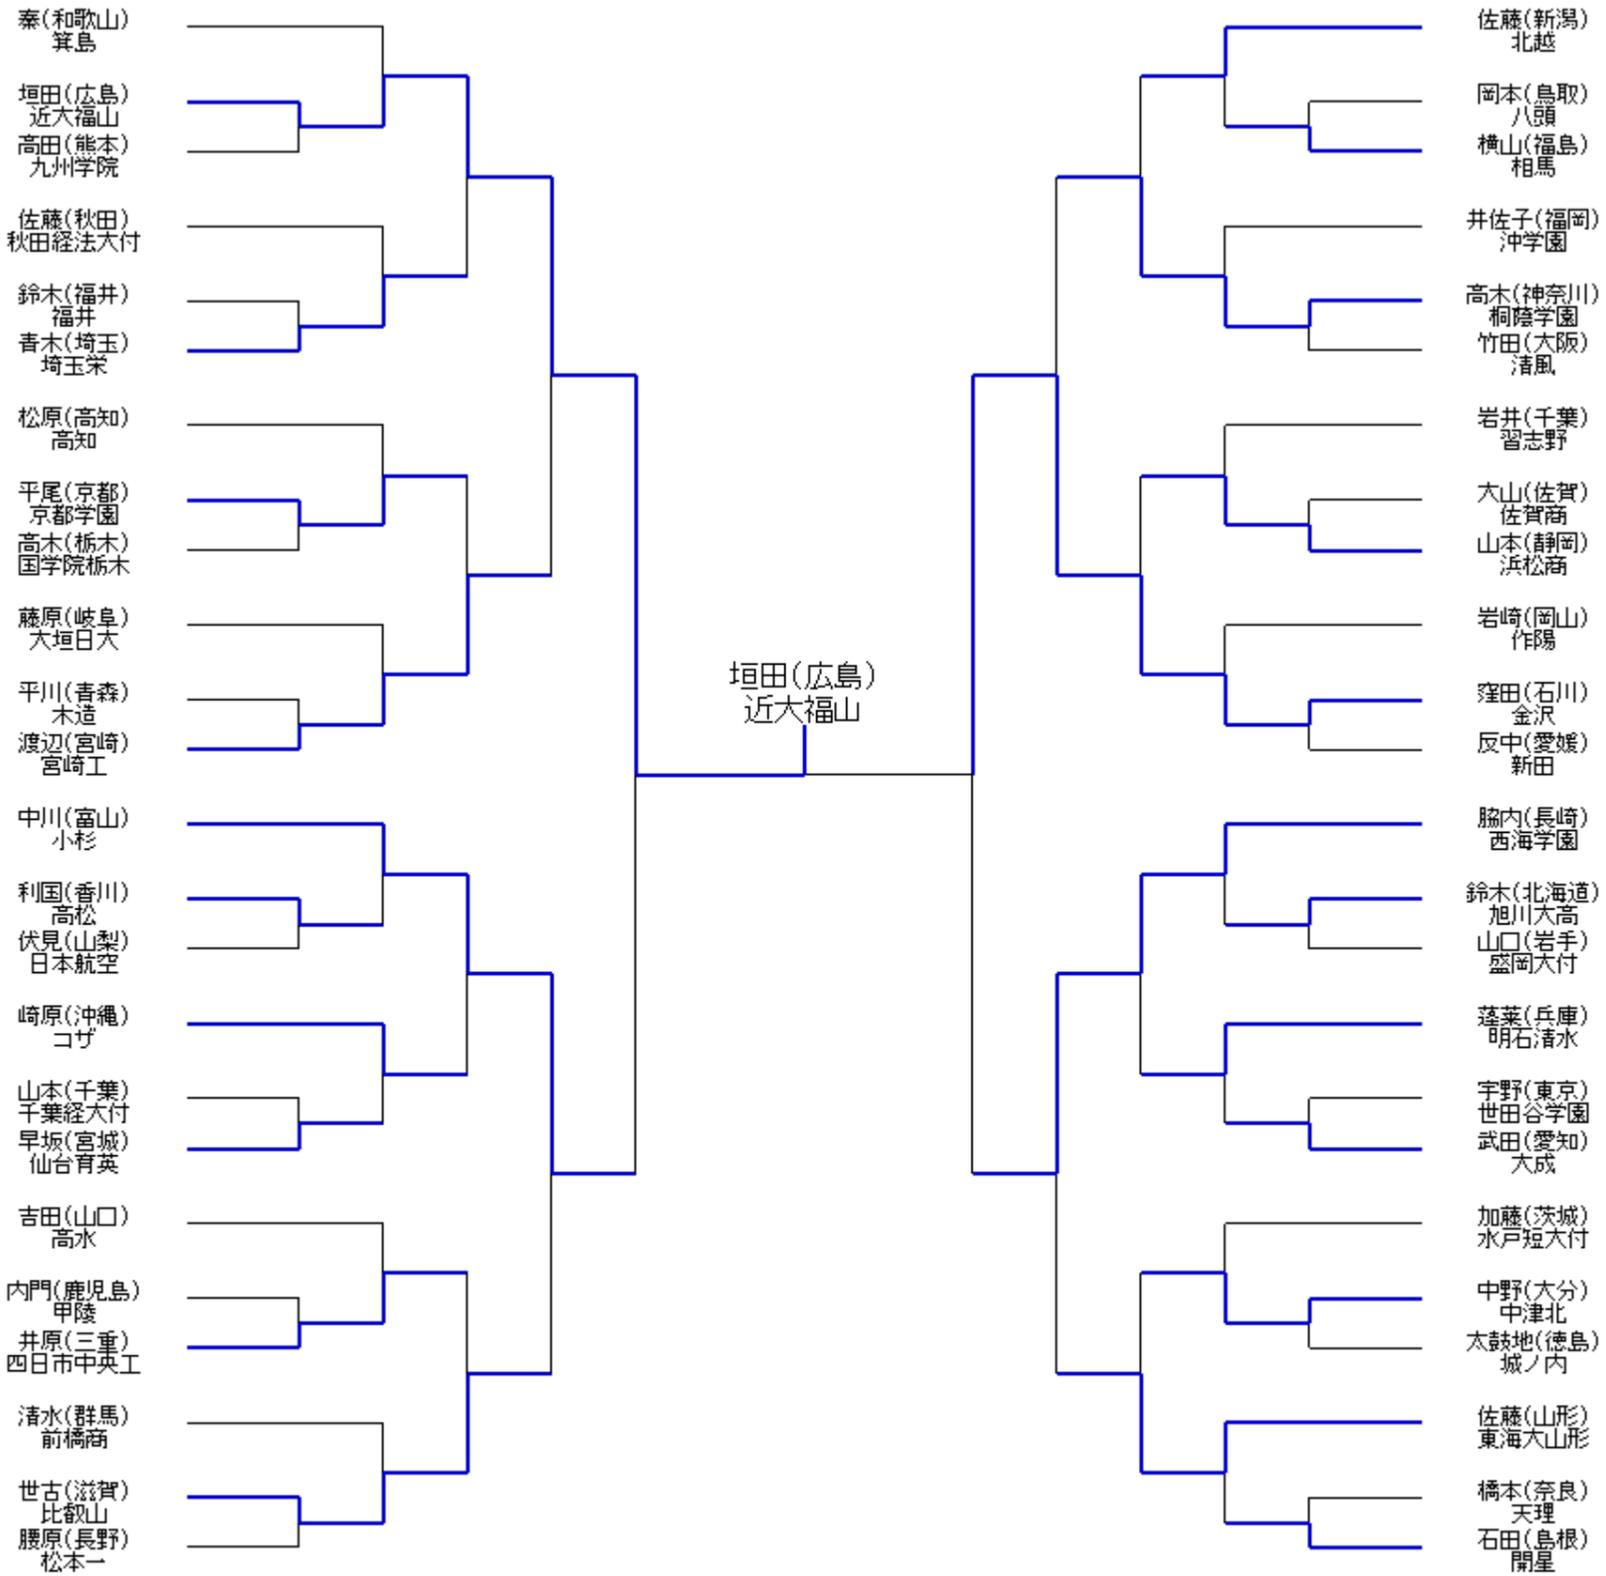 秦(和歌山)
箕島
垣田(広島)
近大福山
高田(熊本)
九州学院
佐藤(秋田)
秋田経法大付
鈴木(福井)
福井
青木(埼玉)
埼玉栄
松原(高知)
高知
平尾(京都)
京都学園
高木(栃木)
国学院栃木
藤原(岐阜)
大垣日大
平川(青森)
木造
渡辺(宮崎)
宮崎工
中川(富山)
小杉
利国(香川)
高松
伏見(山梨)
日本航空
崎原(沖縄)
コザ
山本(千葉)
千葉経大付
早坂(宮城)
仙台育英
吉田(山口)
高水
内門(鹿児島)
甲陵
井原(三重)
四日市中央工
清水(群馬)
前橋商
世古(滋賀)
比叡山
腰原(長野)
松本一
垣田(広島)
近大福山
佐藤(新潟)
北越
岡本(鳥取)
八頭
横山(福島)
相馬
井佐子(福岡)
沖学園
高木(神奈川)
桐蔭学園
竹田(大阪)
清風
岩井(千葉)
習志野
大山(佐賀)
佐賀商
山本(静岡)
浜松商
岩崎(岡山)
作陽
窪田(石川)
金沢
反中(愛媛)
新田
脇内(長崎)
西海学園
鈴木(北海道)
旭川大高
山口(岩手)
盛岡大付
蓬莱(兵庫)
明石清水
宇野(東京)
世田谷学園
武田(愛知)
大成
加藤(茨城)
水戸短大付
中野(大分)
中津北
太鼓地(徳島)
城ノ内
佐藤(山形)
東海大山形
橋本(奈良)
天理
石田(島根)
開星